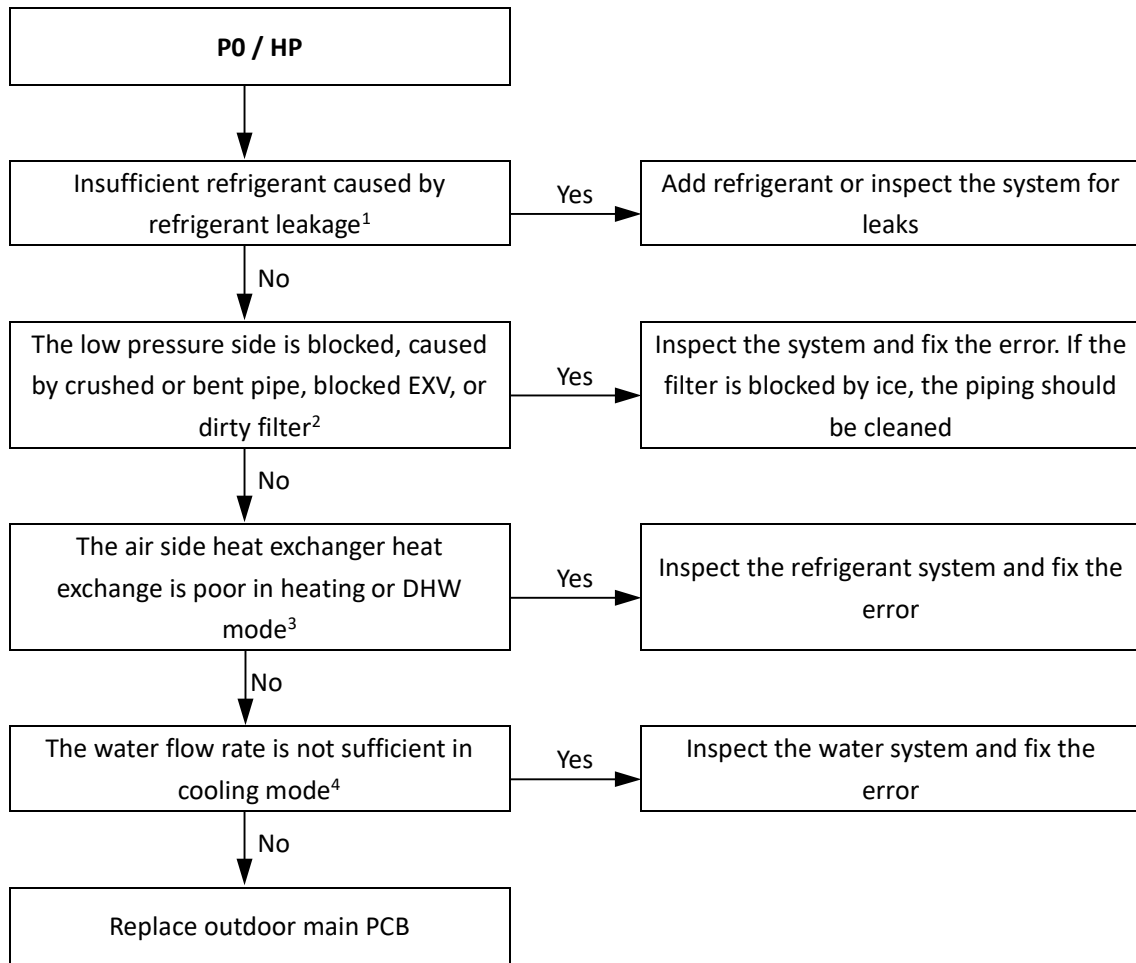 P0 / HP
Insufficient refrigerant caused by
refrigerant leakage¹
Yes
Add refrigerant or inspect the system for
leaks
No
The low pressure side is blocked, caused
by crushed or bent pipe, blocked EXV, or
dirty filter²
Yes
Inspect the system and fix the error. If the
filter is blocked by ice, the piping should
be cleaned
No
The air side heat exchanger heat
exchange is poor in heating or DHW
mode³
Yes
Inspect the refrigerant system and fix the
error
No
The water flow rate is not sufficient in
cooling mode⁴
Yes
Inspect the water system and fix the
error
No
Replace outdoor main PCB